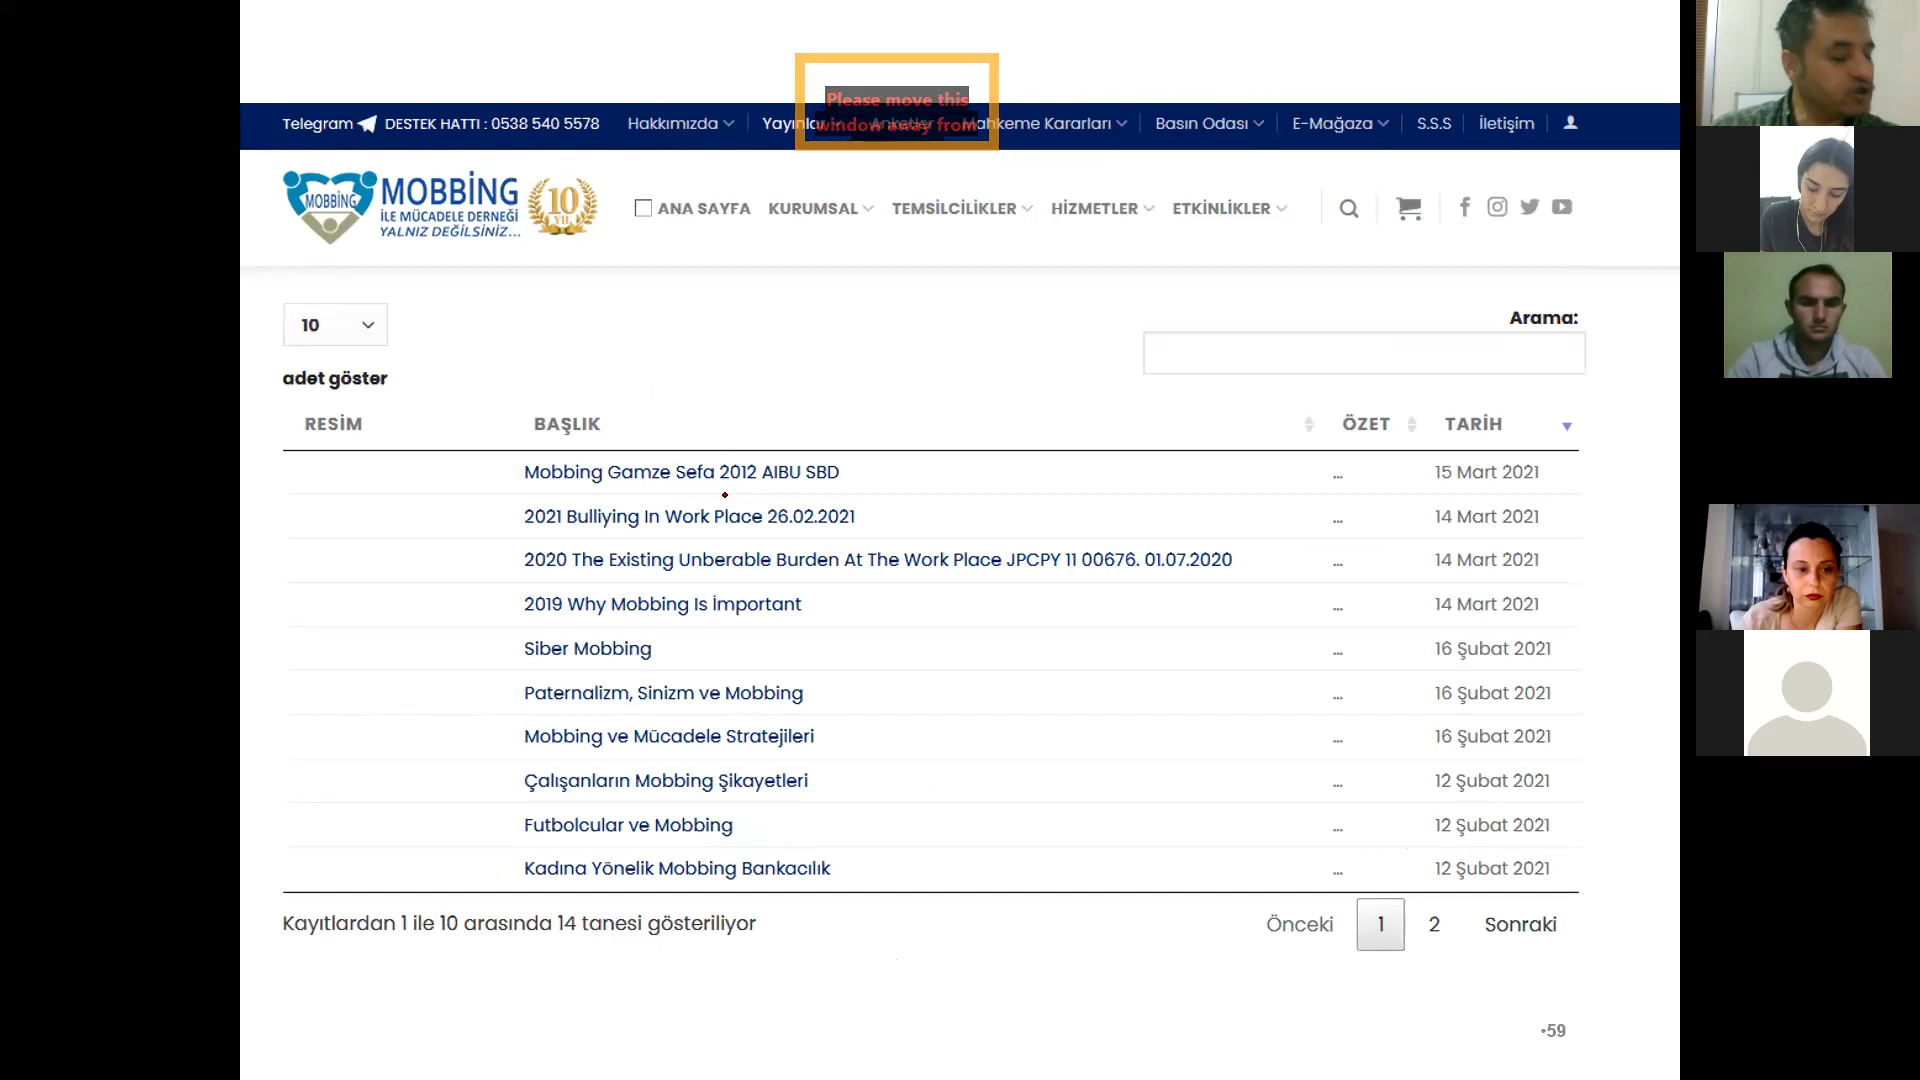 Please move this
window away from
Telegram DESTEK HATTI : 0538 540 5578 Hakkımızda Mahkeme Kararları Basın Odası E-Mağaza S.S.S İletişim
MOBBİNG
MOBBİNG
İLE MÜCADELE DERNEĞİ
YALNIZ DEĞİLSİNİZ...
10
YIL
ANA SAYFA KURUMSAL TEMSİLCİLİKLER HİZMETLER ETKİNLİKLER
10
adet göster
Arama:
RESİM BAŞLIK ÖZET TARİH
Mobbing Gamze Sefa 2012 AIBU SBD ... 15 Mart 2021
2021 Bulliying In Work Place 26.02.2021 ... 14 Mart 2021
2020 The Existing Unberable Burden At The Work Place JPCPY 11 00676. 01.07.2020 ... 14 Mart 2021
2019 Why Mobbing Is İmportant ... 14 Mart 2021
Siber Mobbing ... 16 Şubat 2021
Paternalizm, Sinizm ve Mobbing ... 16 Şubat 2021
Mobbing ve Mücadele Stratejileri ... 16 Şubat 2021
Çalışanların Mobbing Şikayetleri ... 12 Şubat 2021
Futbolcular ve Mobbing ... 12 Şubat 2021
Kadına Yönelik Mobbing Bankacılık ... 12 Şubat 2021
Kayıtlardan 1 ile 10 arasında 14 tanesi gösteriliyor
Önceki 1 2 Sonraki
•59